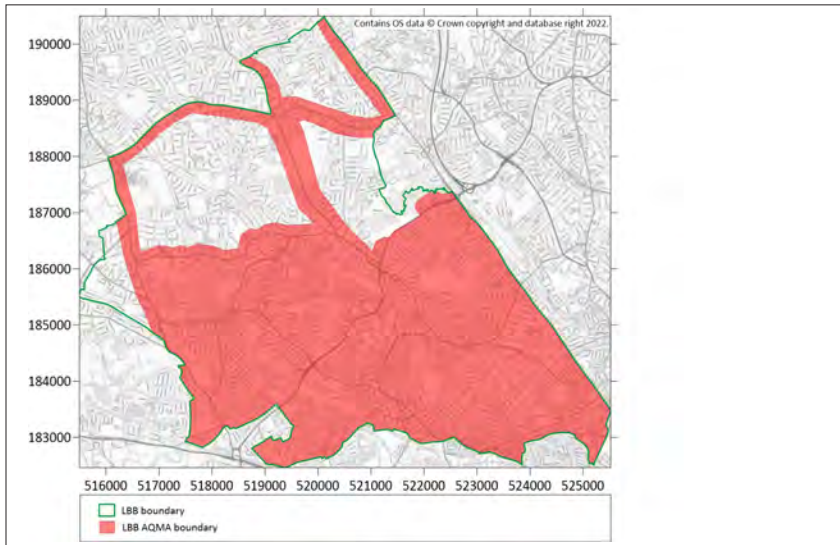 Contains OS data © Crown copyright and database right 2022.
190000
189000
188000
187000
186000
185000
184000
183000
516000 517000 518000 519000 520000 521000 522000 523000 524000 525000
LBB boundary
LBB AQMA boundary